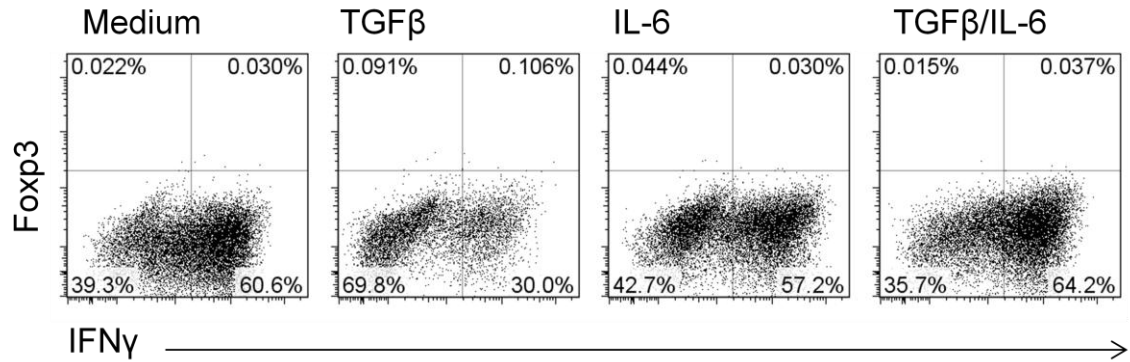 Medium TGFβ IL-6 TGFβ/IL-6
0.022% 0.030% 0.091% 0.106% 0.044% 0.030% 0.015% 0.037%
Foxp3
39.3% 60.6% 69.8% 30.0% 42.7% 57.2% 35.7% 64.2%
IFNγ